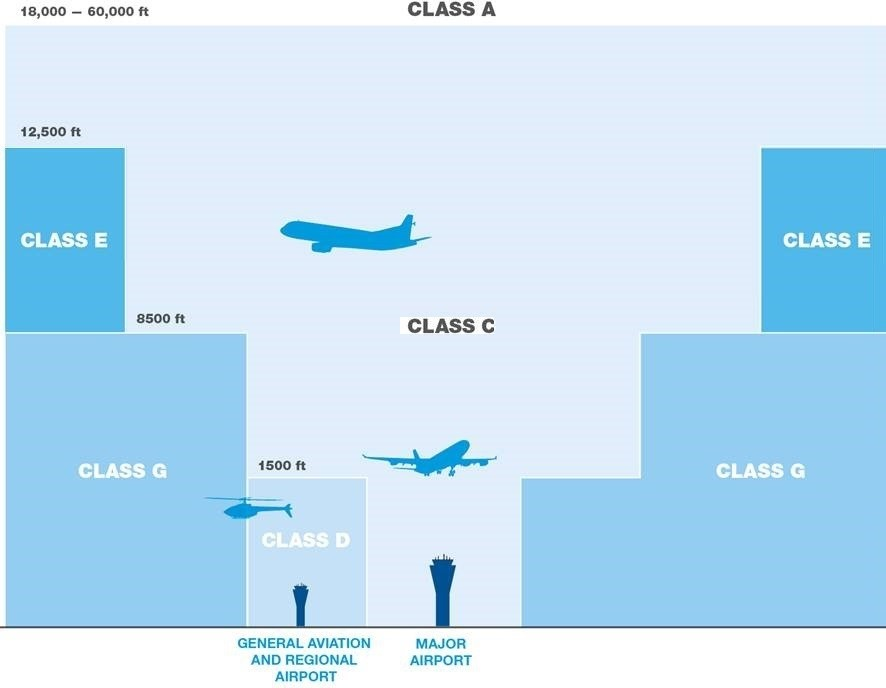 18,000 — 60,000 ft
CLASS A
12,500 ft
CLASS E
CLASS E
8500 ft
CLASS C
1500 ft
CLASS G
CLASS G
CLASS D
GENERAL AVIATION
AND REGIONAL
AIRPORT
MAJOR
AIRPORT